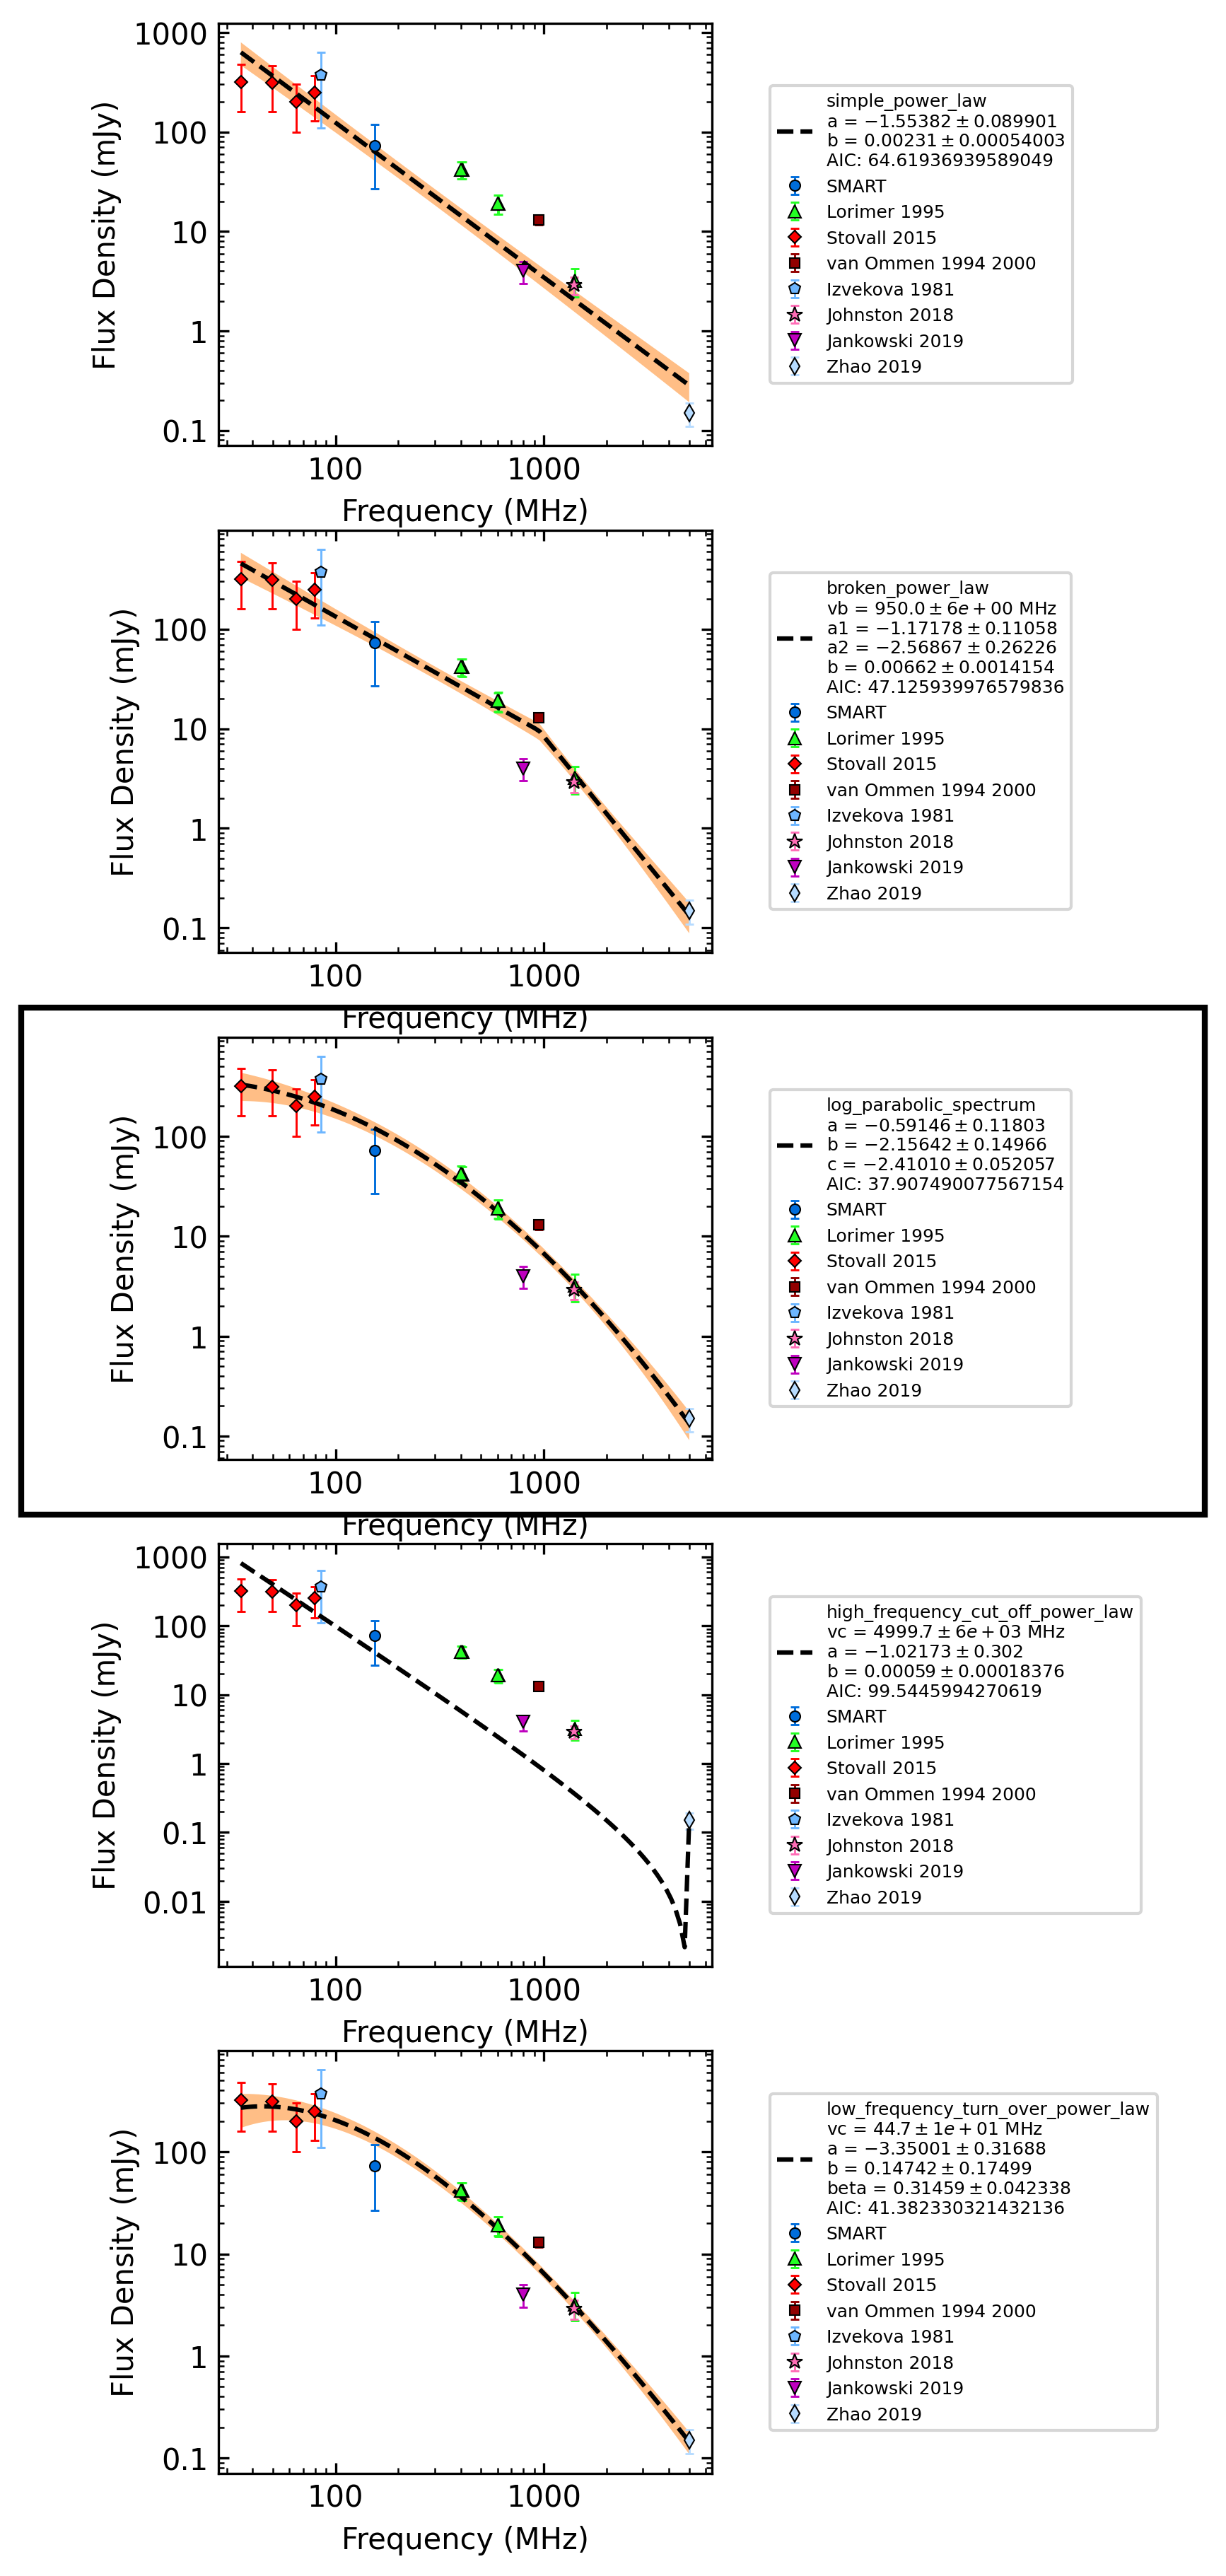 1000
100
10
1
0.1
Flux Density (mJy)
100 1000
Frequency (MHz)
simple_power_law
a = −1.55382 ± 0.089901
b = 0.00231 ± 0.00054003
AIC: 64.61936939589049
SMART
Lorimer 1995
Stovall 2015
van Ommen 1994 2000
Izvekova 1981
Johnston 2018
Jankowski 2019
Zhao 2019
100
10
1
0.1
Flux Density (mJy)
100 1000
Frequency (MHz)
broken_power_law
vb = 950.0 ± 6e + 00 MHz
a1 = −1.17178 ± 0.11058
a2 = −2.56867 ± 0.26226
b = 0.00662 ± 0.0014154
AIC: 47.125939976579836
SMART
Lorimer 1995
Stovall 2015
van Ommen 1994 2000
Izvekova 1981
Johnston 2018
Jankowski 2019
Zhao 2019
100
10
1
0.1
Flux Density (mJy)
100 1000
Frequency (MHz)
log_parabolic_spectrum
a = −0.59146 ± 0.11803
b = −2.15642 ± 0.14966
c = −2.41010 ± 0.052057
AIC: 37.907490077567154
SMART
Lorimer 1995
Stovall 2015
van Ommen 1994 2000
Izvekova 1981
Johnston 2018
Jankowski 2019
Zhao 2019
1000
100
10
1
0.1
0.01
Flux Density (mJy)
100 1000
Frequency (MHz)
high_frequency_cut_off_power_law
vc = 4999.7 ± 6e + 03 MHz
a = −1.02173 ± 0.302
b = 0.00059 ± 0.00018376
AIC: 99.5445994270619
SMART
Lorimer 1995
Stovall 2015
van Ommen 1994 2000
Izvekova 1981
Johnston 2018
Jankowski 2019
Zhao 2019
100
10
1
0.1
Flux Density (mJy)
100 1000
Frequency (MHz)
low_frequency_turn_over_power_law
vc = 44.7 ± 1e + 01 MHz
a = −3.35001 ± 0.31688
b = 0.14742 ± 0.17499
beta = 0.31459 ± 0.042338
AIC: 41.382330321432136
SMART
Lorimer 1995
Stovall 2015
van Ommen 1994 2000
Izvekova 1981
Johnston 2018
Jankowski 2019
Zhao 2019